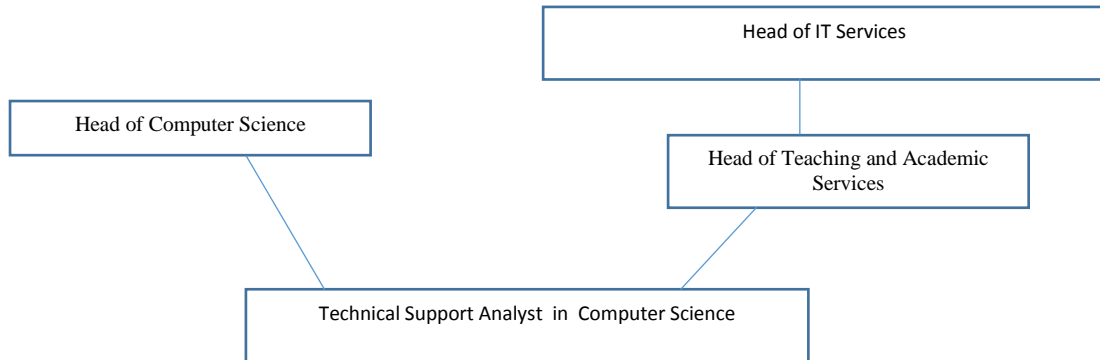 Head of IT Services
Head of Computer Science
Head of Teaching and Academic
Services
Technical Support Analyst in Computer Science